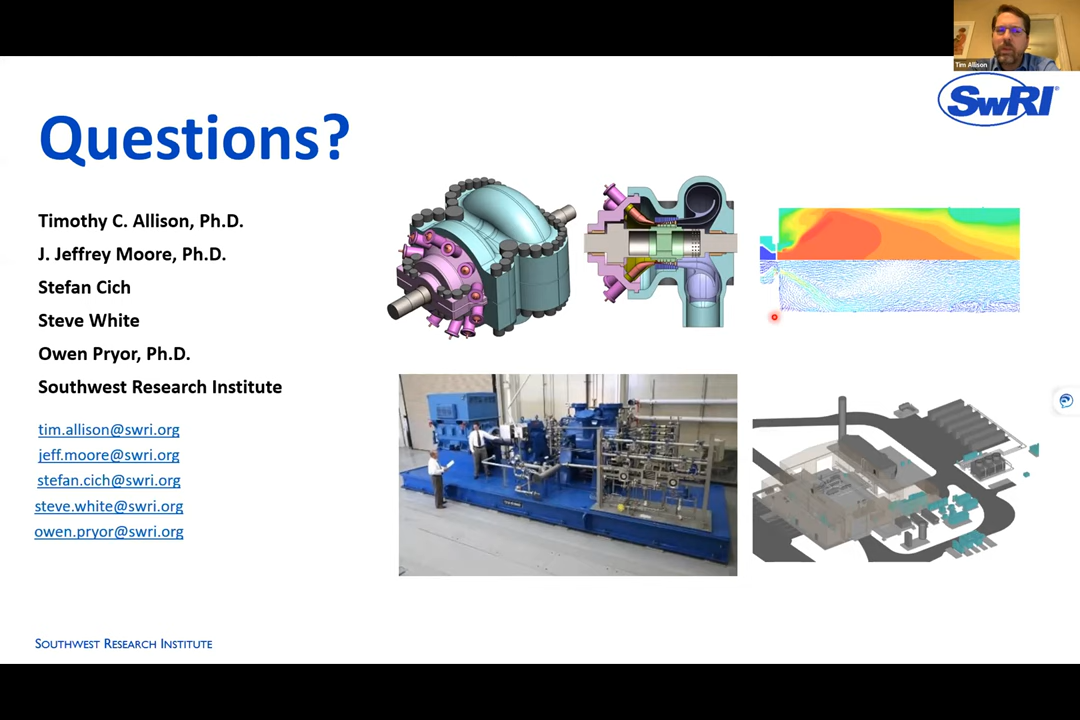 Tim Allison
SwRI®
Questions?
Timothy C. Allison, Ph.D.
J. Jeffrey Moore, Ph.D.
Stefan Cich
Steve White
Owen Pryor, Ph.D.
Southwest Research Institute
tim.allison@swri.org
jeff.moore@swri.org
stefan.cich@swri.org
steve.white@swri.org
owen.pryor@swri.org
SOUTHWEST RESEARCH INSTITUTE